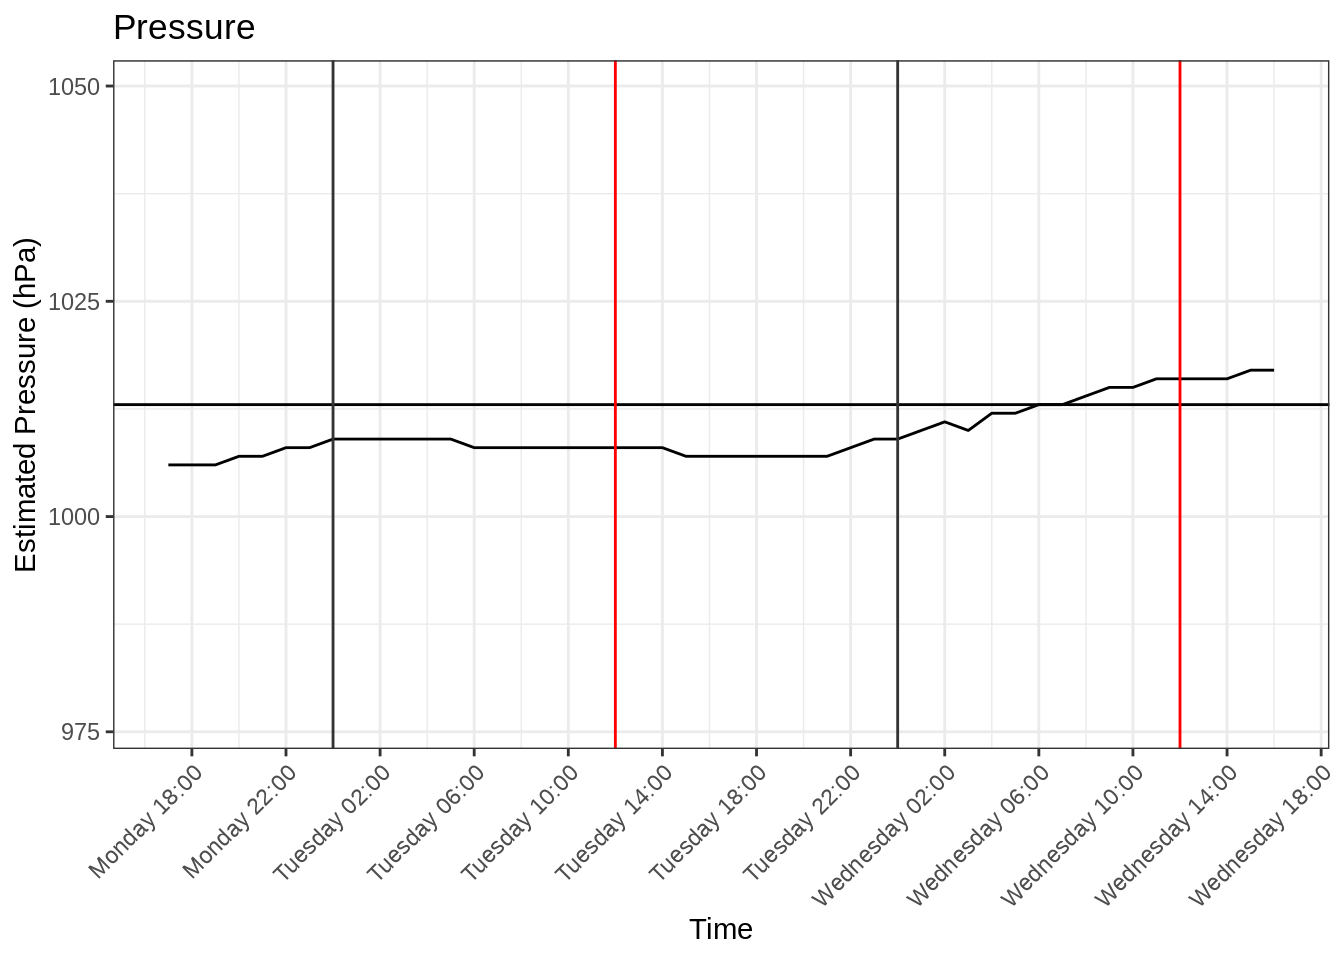 Pressure
Estimated Pressure (hPa)
1050
1025
1000
975
Monday 18:00
Monday 22:00
Tuesday 02:00
Tuesday 06:00
Tuesday 10:00
Tuesday 14:00
Tuesday 18:00
Tuesday 22:00
Wednesday 02:00
Wednesday 06:00
Wednesday 10:00
Wednesday 14:00
Wednesday 18:00
Time